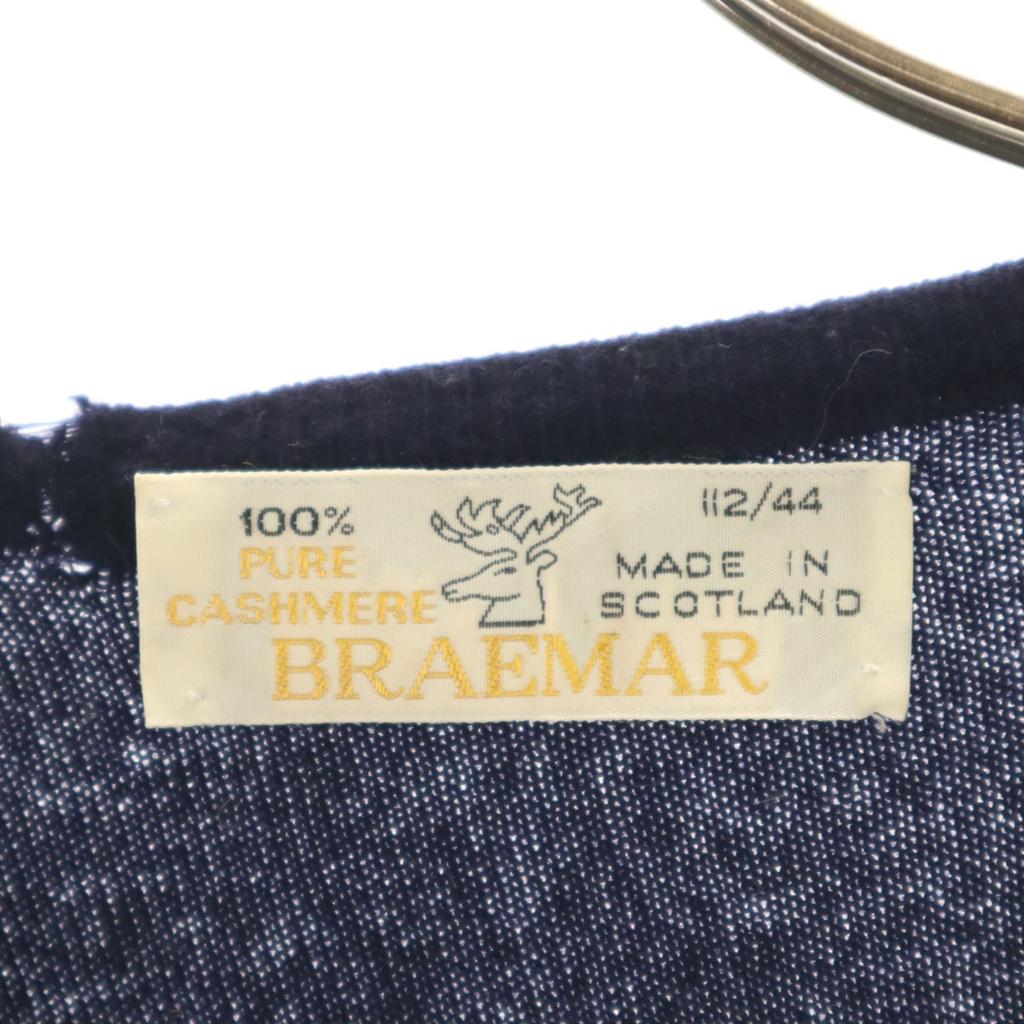 100%
PURE
CASHMERE
112/44
MADE IN
SCOTLAND
BRAEMAR